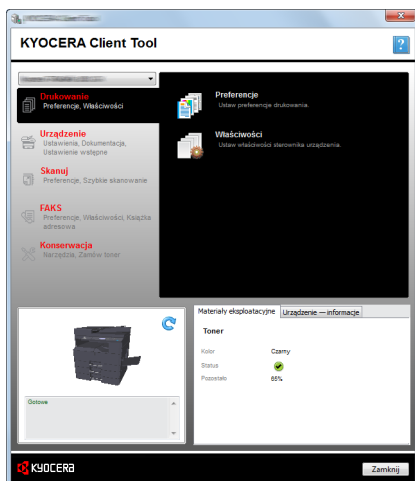 KYOCERA Client Tool
?
Drukowanie
Preferencje, Właściwości
Urządzenie
Ustawienia, Dokumentacja,
Ustawienie wstępne
Skanuj
Preferencje, Szybkie skanowanie
FAKS
Preferencje, Właściwości, Książka
adresowa
Konserwacja
Narzędzia, Zamów toner
Preferencje
Ustaw preferencje drukowania.
Właściwości
Ustaw właściwości sterownika urządzenia.
Gotowe
Materiały eksploatacyjne
Urządzenie — informacje
Toner
Kolor Czarny
Status
Pozostało 65%
KYOCERA
Zamknij